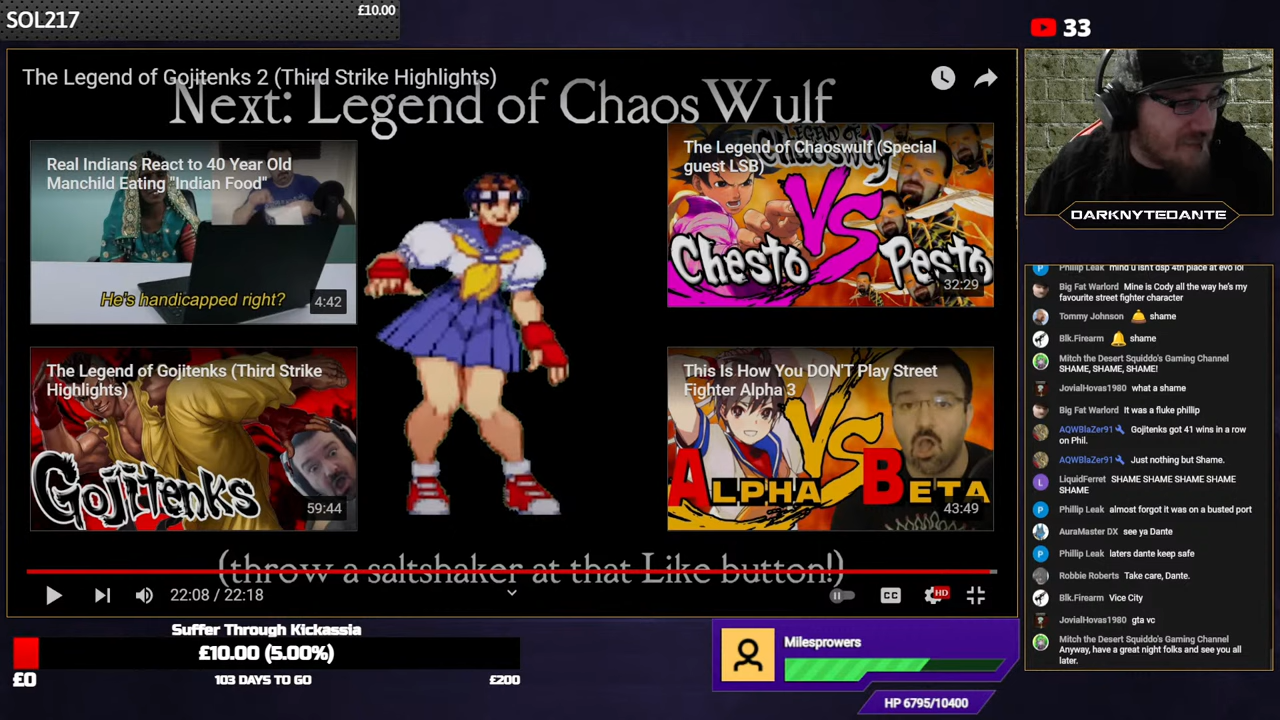 SOL217
£10.00
33
The Legend of Gojitenks 2 (Third Strike Highlights)
Next: Legend of ChaosWulf
Real Indians React to 40 Year Old
Manchild Eating "Indian Food"
He's handicapped right?
4:42
The Legend of Chaoswulf (Special
guest LSB)
VS
Chesto
Pesto
32:29
The Legend of Gojitenks (Third Strike
Highlights)
GOJITENKS
59:44
This Is How You DON'T Play Street
Fighter Alpha 3
VS
ALPHA
BETA
43:49
(throw a saltshaker at that Like button!)
22:08 / 22:18
CC
HD
DARKNYTEDANTE
Phillip Leak mind u isnt dsp 4th place at evo lol
Big Fat Warlord Mine is Cody all the way he's my
favourite street fighter character
Tommy Johnson shame
Blk.Firearm shame
Mitch the Desert Squiddo's Gaming Channel
SHAME, SHAME, SHAME!
JovialHovas1980 what a shame
Big Fat Warlord It was a fluke phillip
AQWBlaZer91 Gojitenks got 41 wins in a row
on Phil.
AQWBlaZer91 Just nothing but Shame.
LiquidFerret SHAME SHAME SHAME SHAME
SHAME
Phillip Leak almost forgot it was on a busted port
AuraMaster DX see ya Dante
Phillip Leak laters dante keep safe
Robbie Roberts Take care, Dante.
Blk.Firearm Vice City
JovialHovas1980 gta vc
Mitch the Desert Squiddo's Gaming Channel
Anyway, have a great night folks and see you all
later.
Suffer Through Kickassia
£10.00 (5.00%)
£0
103 DAYS TO GO
£200
Milesprowers
HP 6795/10400